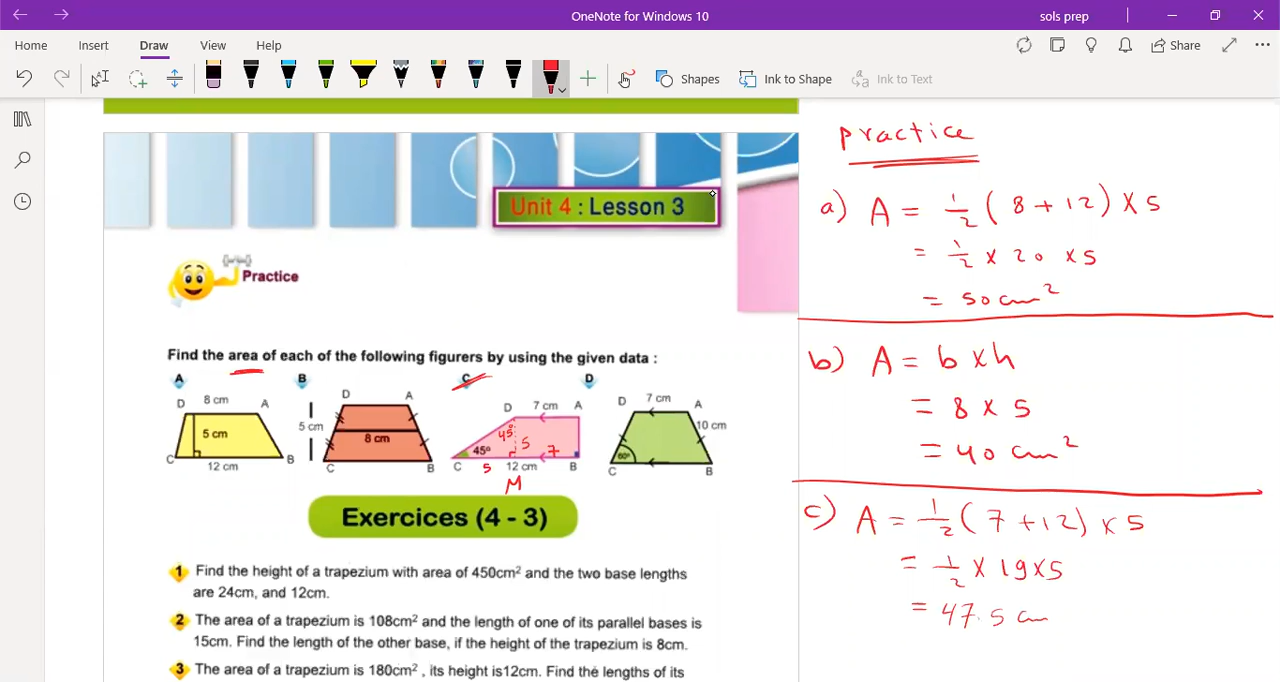 OneNote for Windows 10
sols prep
Home Insert Draw View Help
Share
Shapes
Ink to Shape
Ink to Text
Unit 4 : Lesson 3
Practice
Find the area of each of the following figurers by using the given data :
A
B
C
D
D 8 cm A
5 cm
C 12 cm B
D A
5 cm
8 cm
C B
D 7 cm A
45°
5
45° 7
C 5 12 cm B
M
D 7 cm A
10 cm
60°
C B
Exercices (4 - 3)
1 Find the height of a trapezium with area of 450cm² and the two base lengths
are 24cm, and 12cm.
2 The area of a trapezium is 108cm² and the length of one of its parallel bases is
15cm. Find the length of the other base, if the height of the trapezium is 8cm.
3 The area of a trapezium is 180cm² , its height is12cm. Find the lengths of its
practice
a) A = 1/2 ( 8 + 12 ) × 5
= 1/2 × 20 × 5
= 50 cm²
b) A = b × h
= 8 × 5
= 40 cm²
c) A = 1/2 ( 7 + 12 ) × 5
= 1/2 × 19 × 5
= 47.5 cm